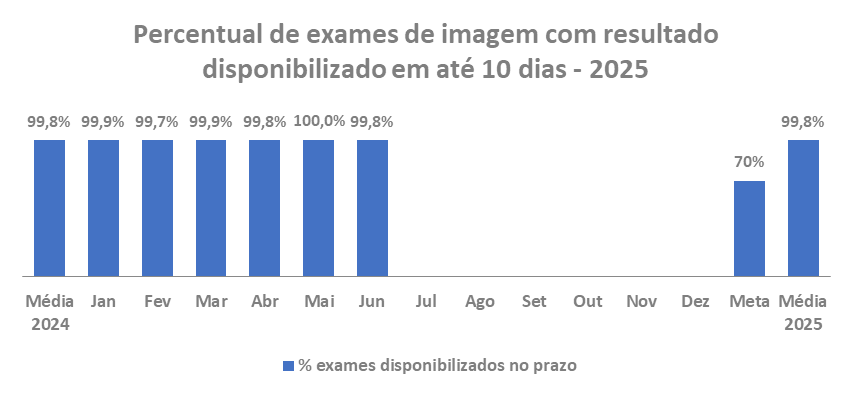 Percentual de exames de imagem com resultado
disponibilizado em até 10 dias - 2025
99,8% 99,9% 99,7% 99,9% 99,8% 100,0% 99,8% 70% 99,8%
Média 2024 Jan Fev Mar Abr Mai Jun Jul Ago Set Out Nov Dez Meta Média 2025
% exames disponibilizados no prazo